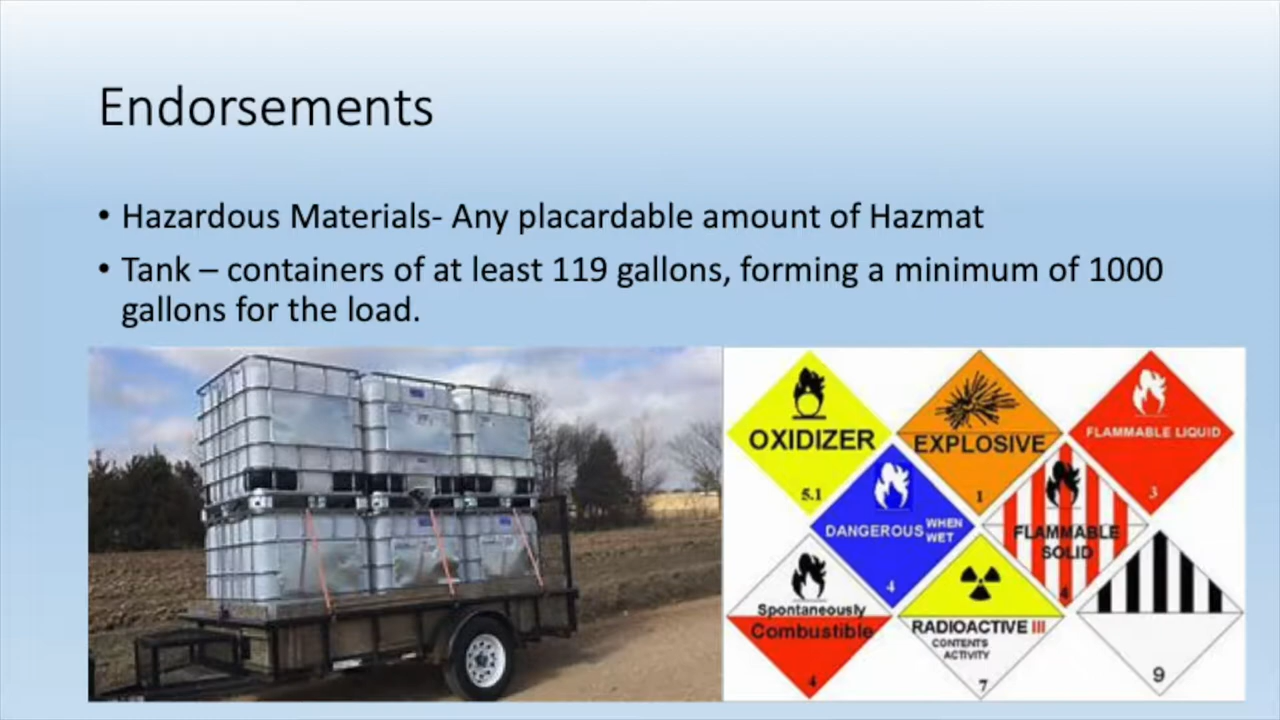 Endorsements
• Hazardous Materials- Any placardable amount of Hazmat
• Tank – containers of at least 119 gallons, forming a minimum of 1000
gallons for the load.
OXIDIZER
5.1
EXPLOSIVE
1
FLAMMABLE LIQUID
3
DANGEROUS WHEN
WET
4
FLAMMABLE
SOLID
4
Spontaneously
Combustible
4
RADIOACTIVE III
CONTENTS
ACTIVITY
7
9